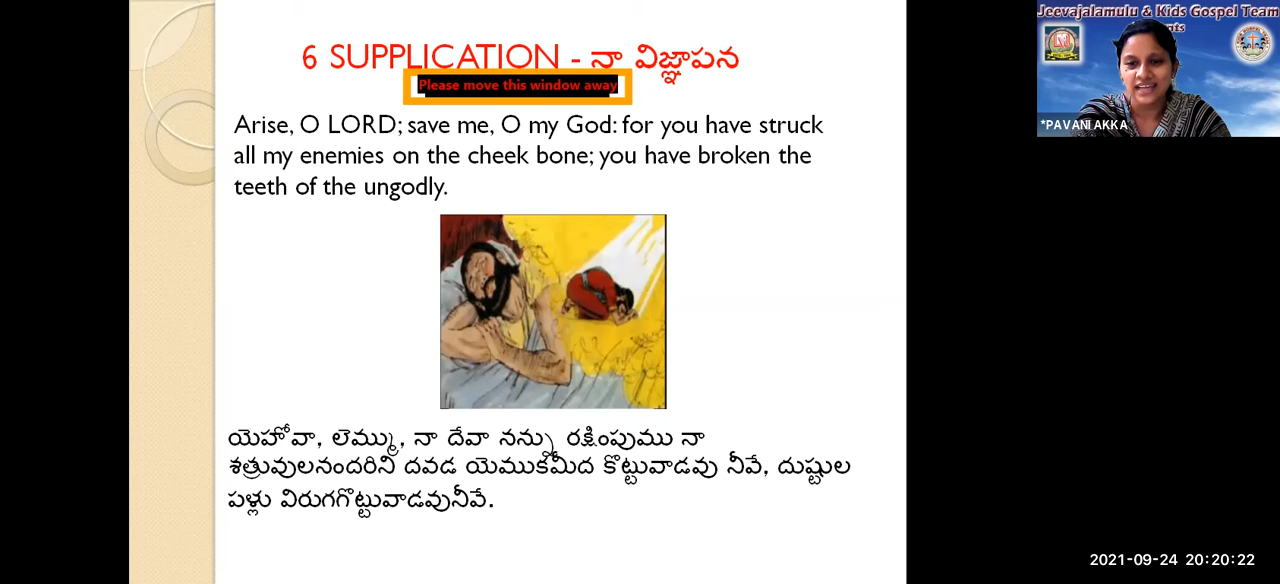 6 SUPPLICATION - నా విజ్ఞాపన
Please move this window away
Arise, O LORD; save me, O my God: for you have struck
all my enemies on the cheek bone; you have broken the
teeth of the ungodly.
యెహోవా, లెమ్ము, నా దేవా నన్ను రక్షింపుము నా
శత్రువులనందరిని దవడ యెముకమీద కొట్టువాడవు నీవే, దుష్టుల
పళ్లు విరుగగొట్టువాడవునీవే.
Jeevajalamulu & Kids Gospel Team
*PAVANI AKKA
2021-09-24 20:20:22